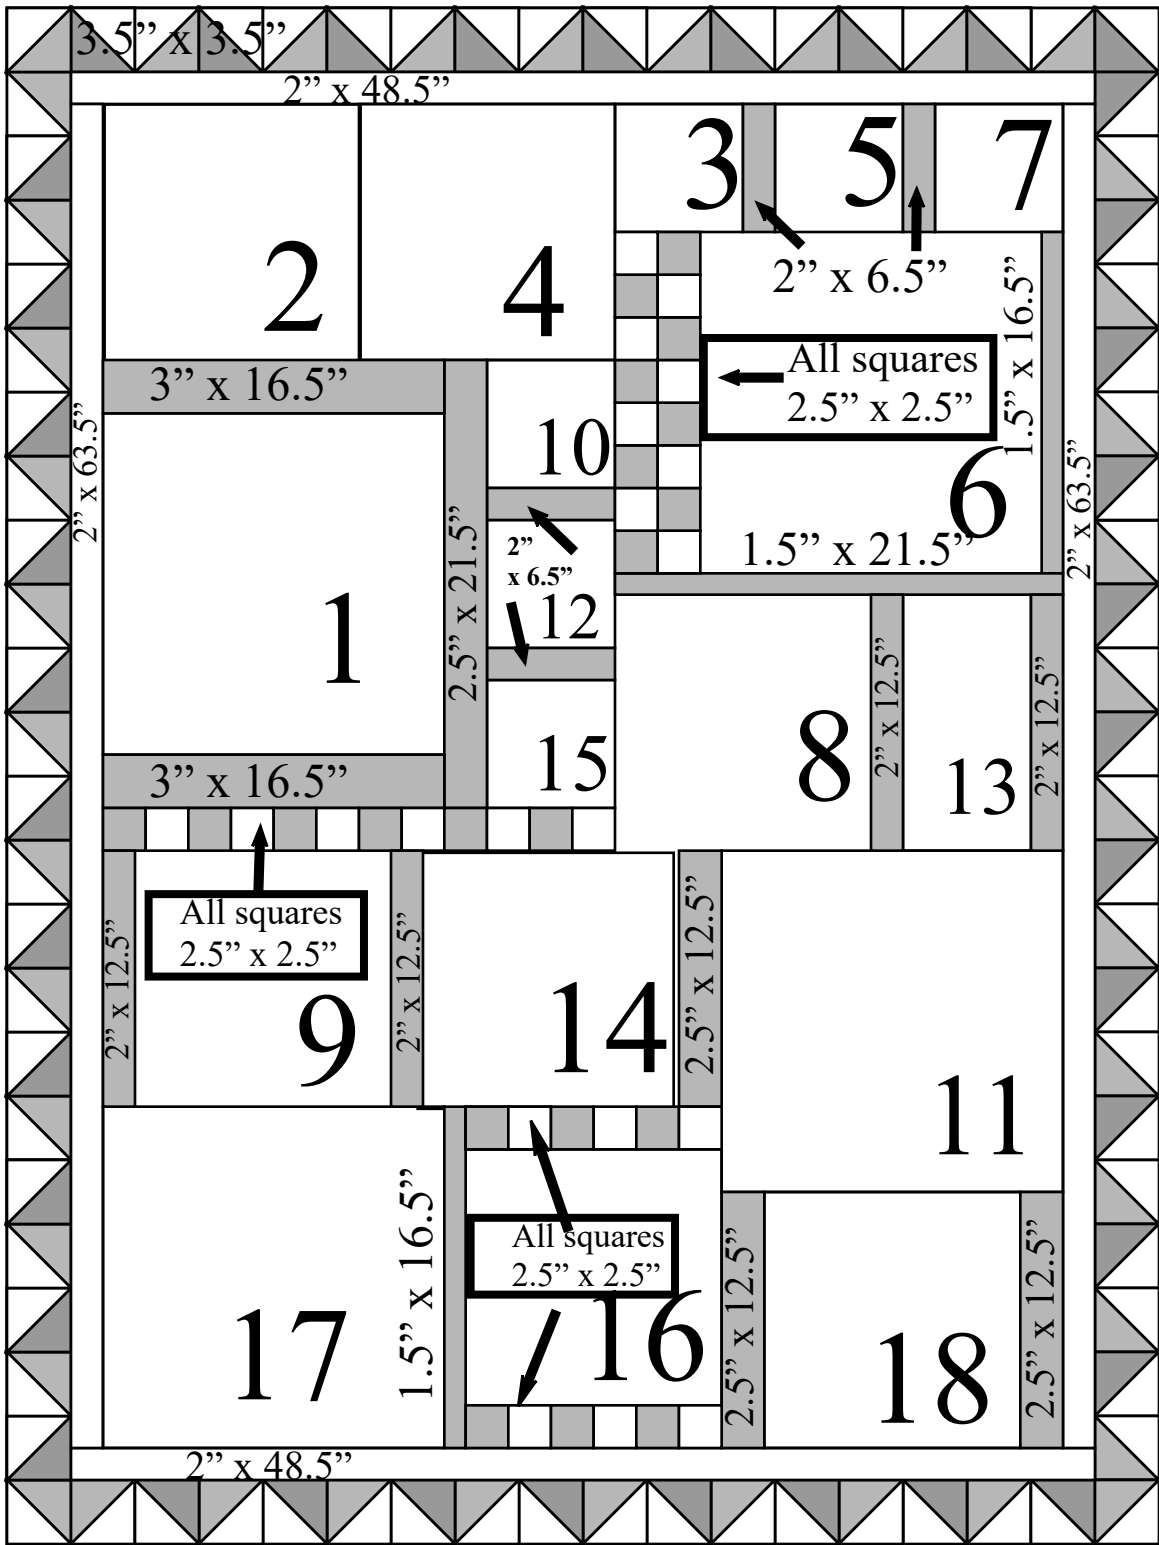 3.5” x 3.5”
2” x 48.5”
2
4
3
5
7
2” x 6.5”
1.5” x 16.5”
All squares
2.5” x 2.5”
6
1.5” x 21.5”
3” x 16.5”
2” x 63.5”
10
2”
x 6.5”
12
2.5” x 21.5”
1
15
2” x 63.5”
3” x 16.5”
8
2” x 12.5”
13
2” x 12.5”
All squares
2.5” x 2.5”
2” x 12.5”
9
2” x 12.5”
14
2.5” x 12.5”
11
17
1.5” x 16.5”
All squares
2.5” x 2.5”
16
2.5” x 12.5”
18
2.5” x 12.5”
2” x 48.5”